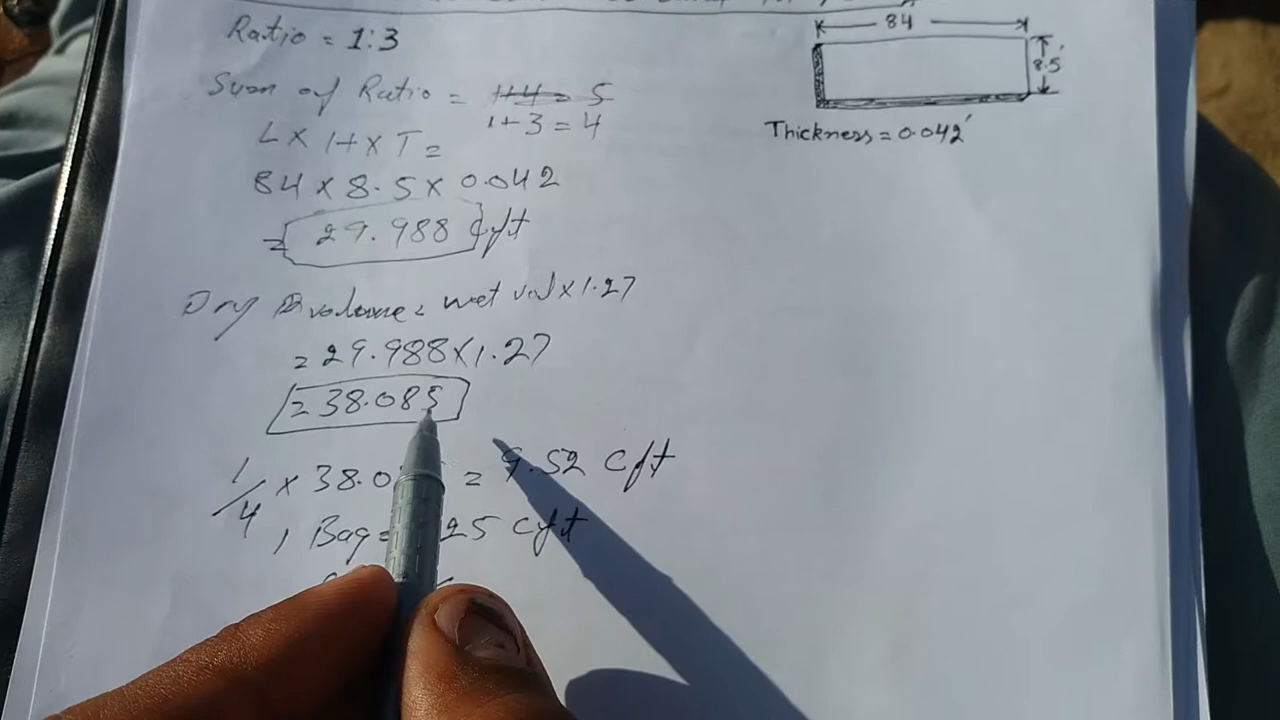 Ratio = 1:3
Sum of Ratio = 1+4= 5
1+3=4
L X H X T =
84 X 8.5 X 0.042
= 29.988 Cft
Dry volume = wet vol X 1.27
= 29.988 X 1.27
= 38.085
1/4 X 38.0 = 9.52 Cft
1 Bag = 25 Cft
84
8.5'
Thickness = 0.042'